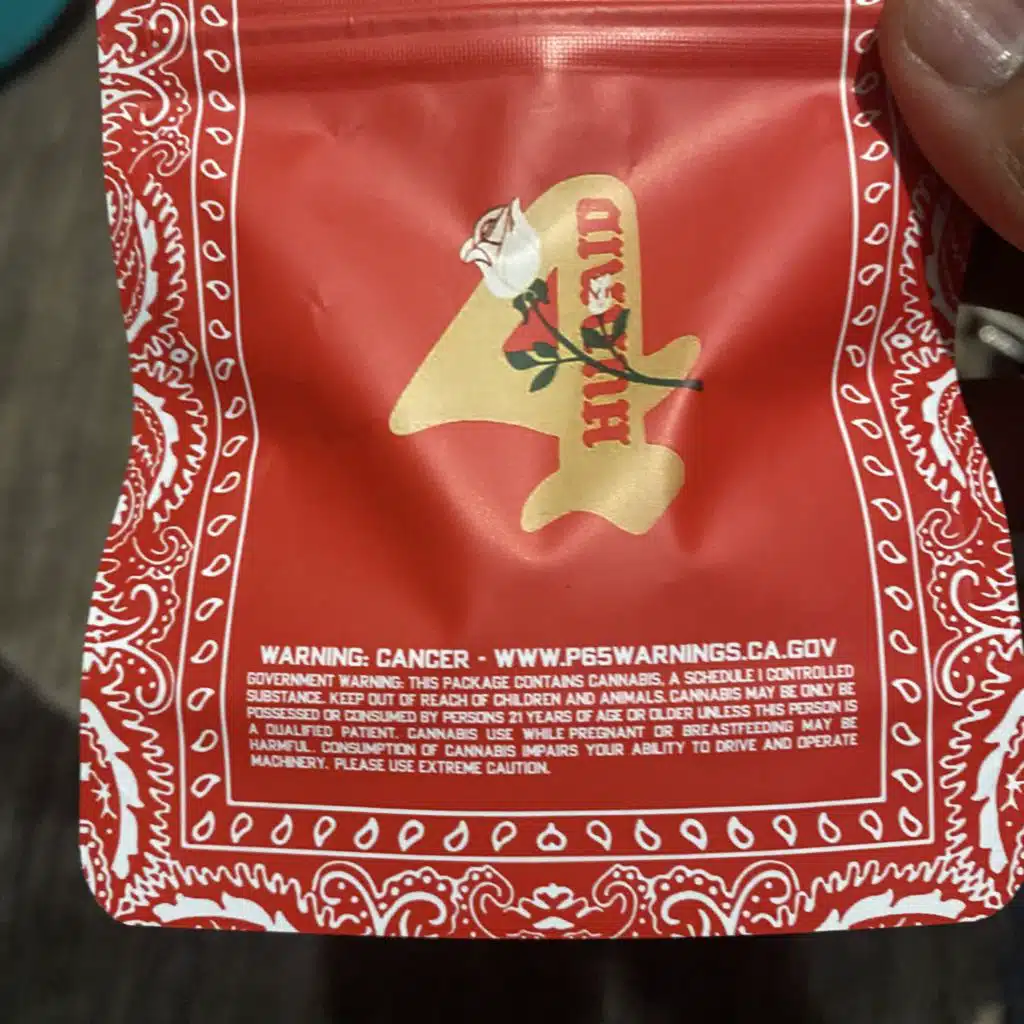 WARNING: CANCER - WWW.P65WARNINGS.CA.GOV
GOVERNMENT WARNING: THIS PACKAGE CONTAINS CANNABIS, A SCHEDULE I CONTROLLED
SUBSTANCE. KEEP OUT OF REACH OF CHILDREN AND ANIMALS. CANNABIS MAY BE ONLY BE
POSSESSED OR CONSUMED BY PERSONS 21 YEARS OF AGE OR OLDER UNLESS THIS PERSON IS
A QUALIFIED PATIENT. CANNABIS USE WHILE PREGNANT OR BREASTFEEDING MAY BE
HARMFUL. CONSUMPTION OF CANNABIS IMPAIRS YOUR ABILITY TO DRIVE AND OPERATE
MACHINERY. PLEASE USE EXTREME CAUTION.